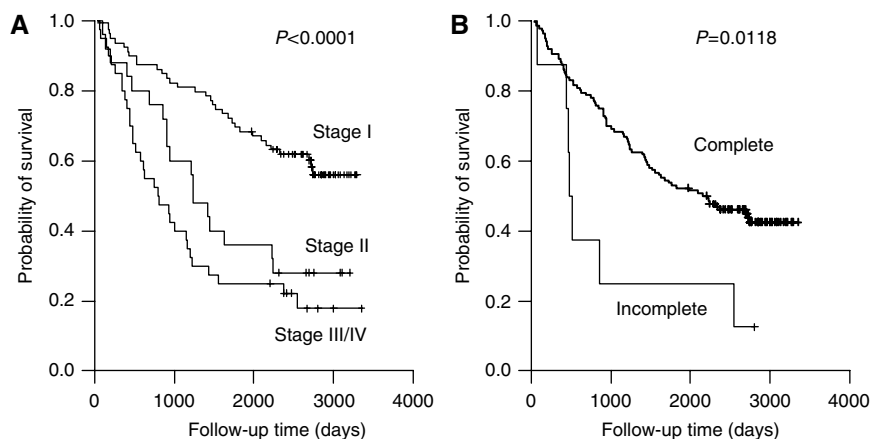 A
P<0.0001
Probability of survival
1.0
0.8
0.6
0.4
0.2
0.0
Stage I
Stage II
Stage III/IV
0 1000 2000 3000 4000
Follow-up time (days)
B
P=0.0118
Probability of survival
1.0
0.8
0.6
0.4
0.2
0.0
Complete
Incomplete
0 1000 2000 3000 4000
Follow-up time (days)